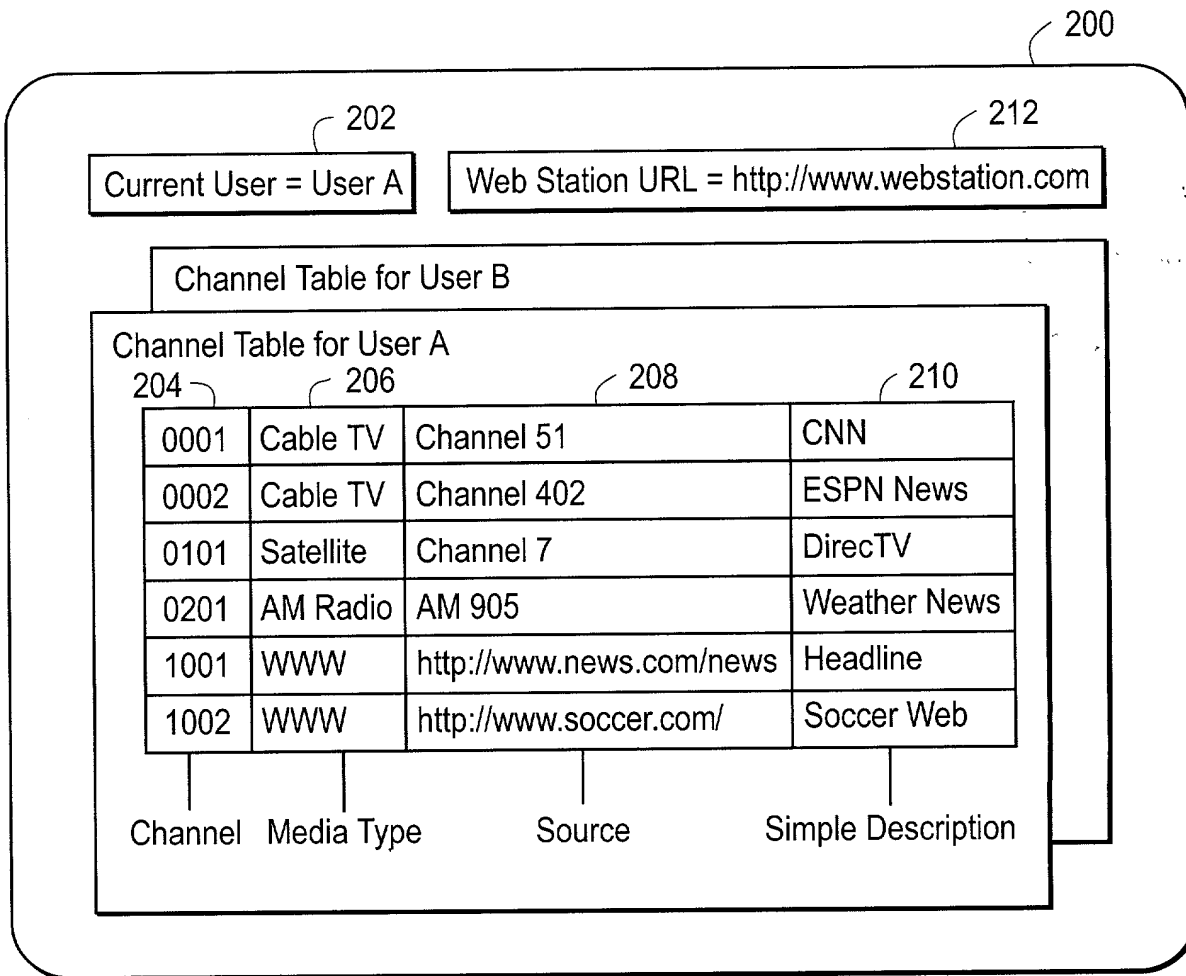 200
202
212
Current User = User A
Web Station URL = http://www.webstation.com
Channel Table for User B
Channel Table for User A
204 206 208 210
0001 Cable TV Channel 51 CNN
0002 Cable TV Channel 402 ESPN News
0101 Satellite Channel 7 DirecTV
0201 AM Radio AM 905 Weather News
1001 WWW http://www.news.com/news Headline
1002 WWW http://www.soccer.com/ Soccer Web
Channel Media Type Source Simple Description